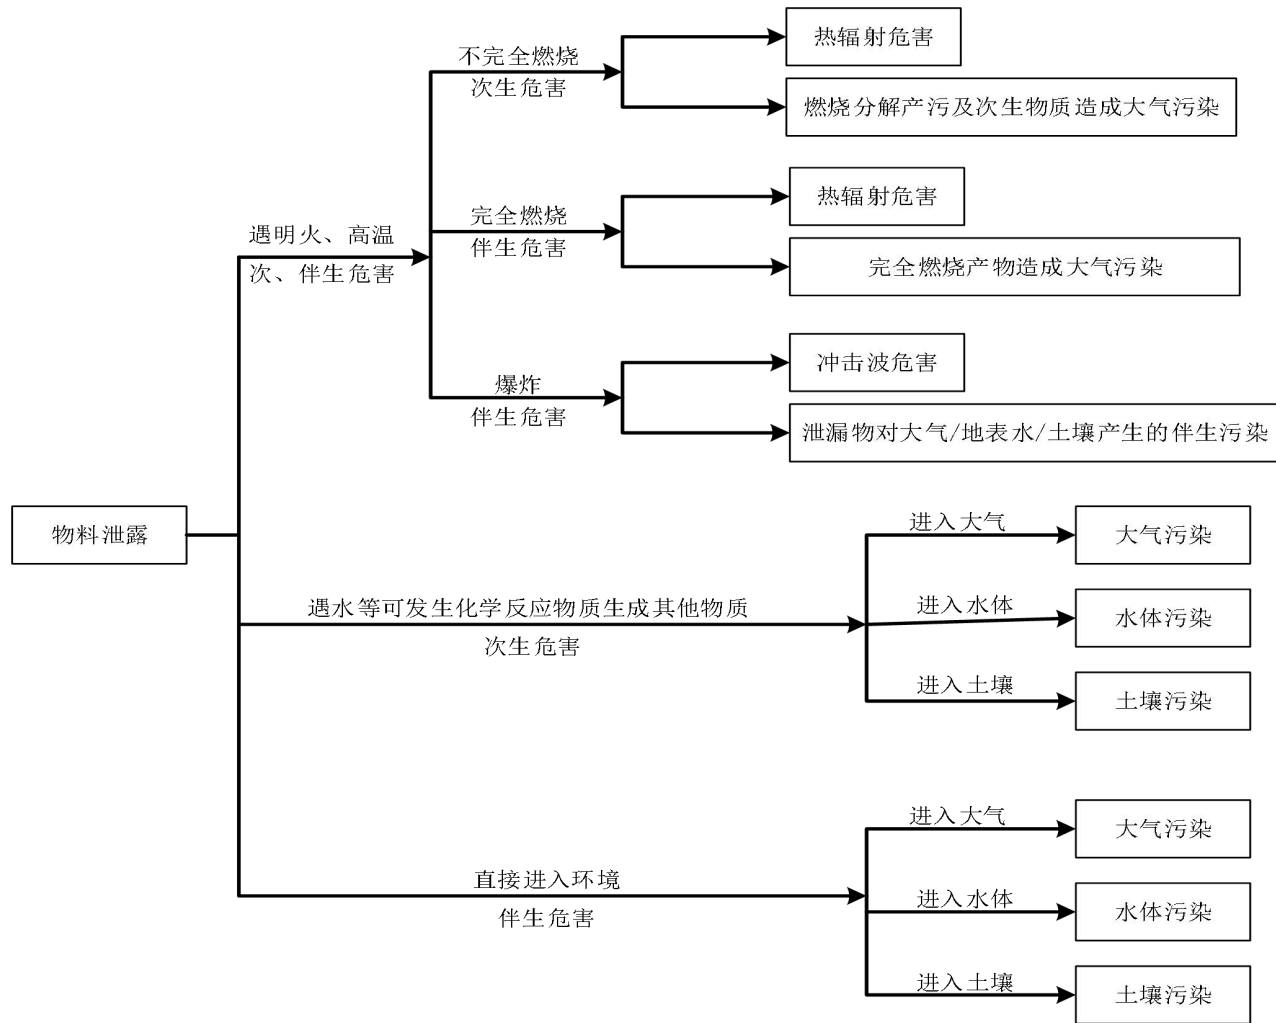 热辐射危害
不完全燃烧
次生危害
燃烧分解产污及次生物质造成大气污染
热辐射危害
完全燃烧
伴生危害
遇明火、高温
次、伴生危害
完全燃烧产物造成大气污染
冲击波危害
爆炸
伴生危害
泄漏物对大气/地表水/土壤产生的伴生污染
物料泄露
进入大气
大气污染
遇水等可发生化学反应物质生成其他物质
次生危害
进入水体
水体污染
进入土壤
土壤污染
进入大气
大气污染
直接进入环境
伴生危害
进入水体
水体污染
进入土壤
土壤污染